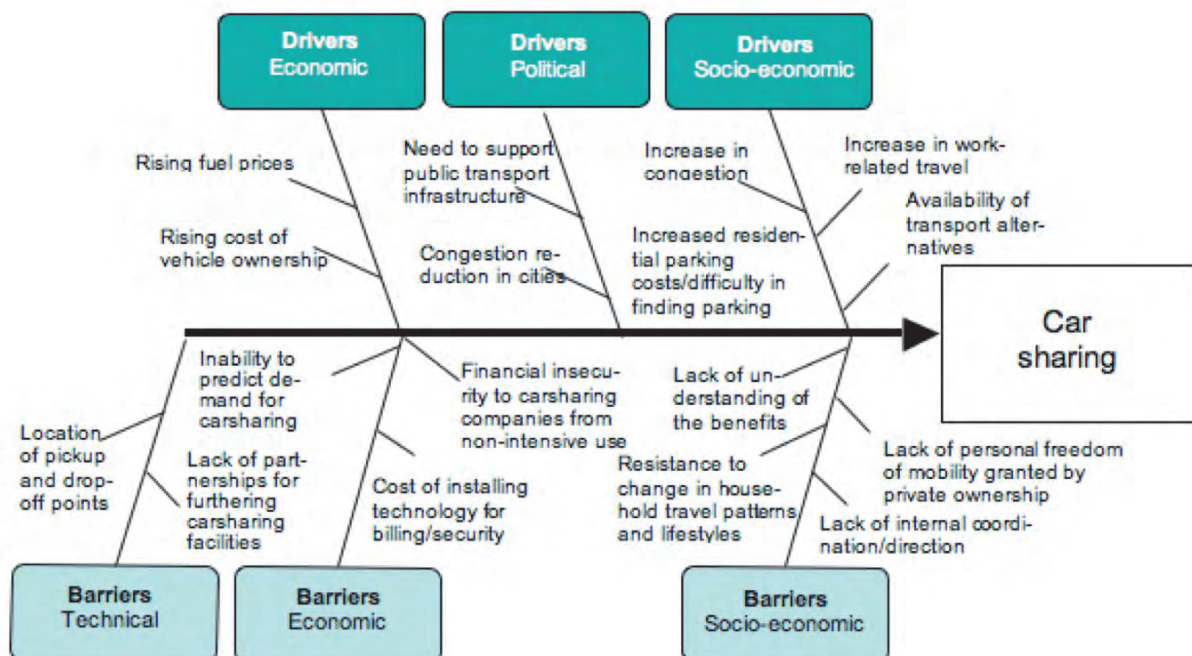 Drivers
Economic
Drivers
Political
Drivers
Socio-economic
Rising fuel prices
Rising cost of
vehicle ownership
Need to support
public transport
infrastructure
Congestion re-
duction in cities
Increase in
congestion
Increased residen-
tial parking
costs/difficulty in
finding parking
Increase in work-
related travel
Availability of
transport alter-
natives
Car
sharing
Location
of pickup
and drop-
off points
Inability to
predict de-
mand for
carsharing
Lack of part-
nerships for
furthering
carsharing
facilities
Financial insecu-
rity to carsharing
companies from
non-intensive use
Cost of installing
technology for
billing/security
Lack of un-
derstanding of
the benefits
Resistance to
change in house-
hold travel patterns
and lifestyles
Lack of personal freedom
of mobility granted by
private ownership
Lack of internal coordi-
nation/direction
Barriers
Technical
Barriers
Economic
Barriers
Socio-economic